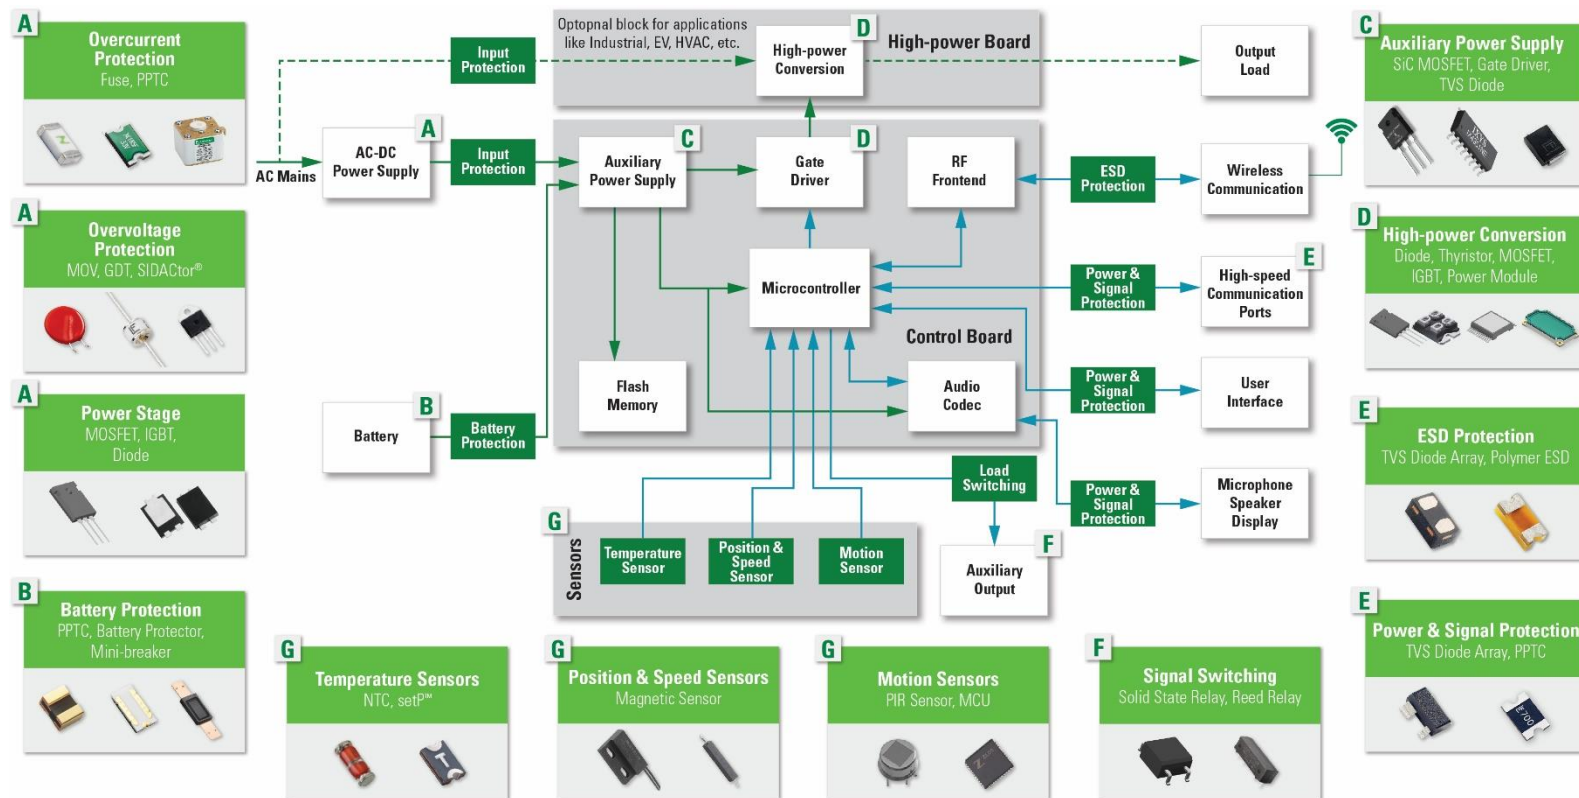 A
Overcurrent
Protection
Fuse, PPTC
A
Overvoltage
Protection
MOV, GDT, SIDACtor®
A
Power Stage
MOSFET, IGBT,
Diode
B
Battery Protection
PPTC, Battery Protector,
Mini-breaker
Optopnal block for applications
like Industrial, EV, HVAC, etc.
High-power Board
D
High-power
Conversion
Input
Protection
Output
Load
AC Mains
A
AC-DC
Power Supply
Input
Protection
C
Auxiliary
Power Supply
D
Gate
Driver
RF
Frontend
ESD
Protection
Wireless
Communication
Microcontroller
Power &
Signal
Protection
E
High-speed
Communication
Ports
Control Board
Flash
Memory
Audio
Codec
Power &
Signal
Protection
User
Interface
B
Battery
Battery
Protection
Load
Switching
Power &
Signal
Protection
Microphone
Speaker
Display
G
Sensors
Temperature
Sensor
Position &
Speed
Sensor
Motion
Sensor
F
Auxiliary
Output
C
Auxiliary Power Supply
SiC MOSFET, Gate Driver,
TVS Diode
D
High-power Conversion
Diode, Thyristor, MOSFET,
IGBT, Power Module
E
ESD Protection
TVS Diode Array, Polymer ESD
E
Power & Signal Protection
TVS Diode Array, PPTC
G
Temperature Sensors
NTC, setP™
G
Position & Speed Sensors
Magnetic Sensor
G
Motion Sensors
PIR Sensor, MCU
F
Signal Switching
Solid State Relay, Reed Relay